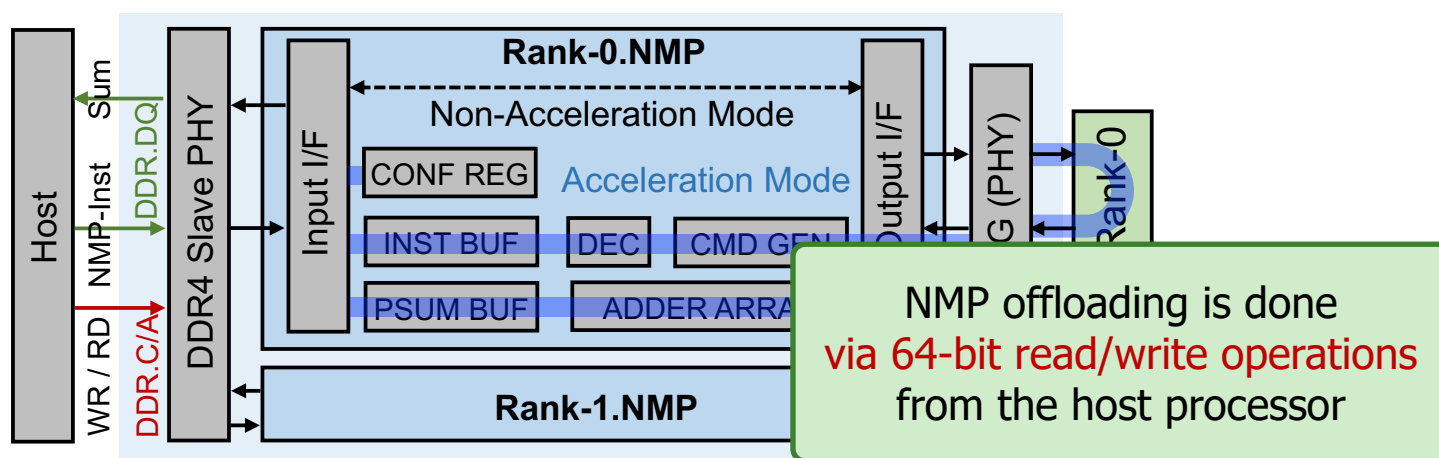 Host
WR / RD
NMP-Inst
Sum
DDR.C/A
DDR.DQ
DDR4 Slave PHY
Rank-0.NMP
Input I/F
Non-Acceleration Mode
CONF REG
Acceleration Mode
INST BUF
DEC
CMD GEN
PSUM BUF
ADDER ARRA
Output I/F
G (PHY)
Rank-0
Rank-1.NMP
NMP offloading is done
via 64-bit read/write operations
from the host processor